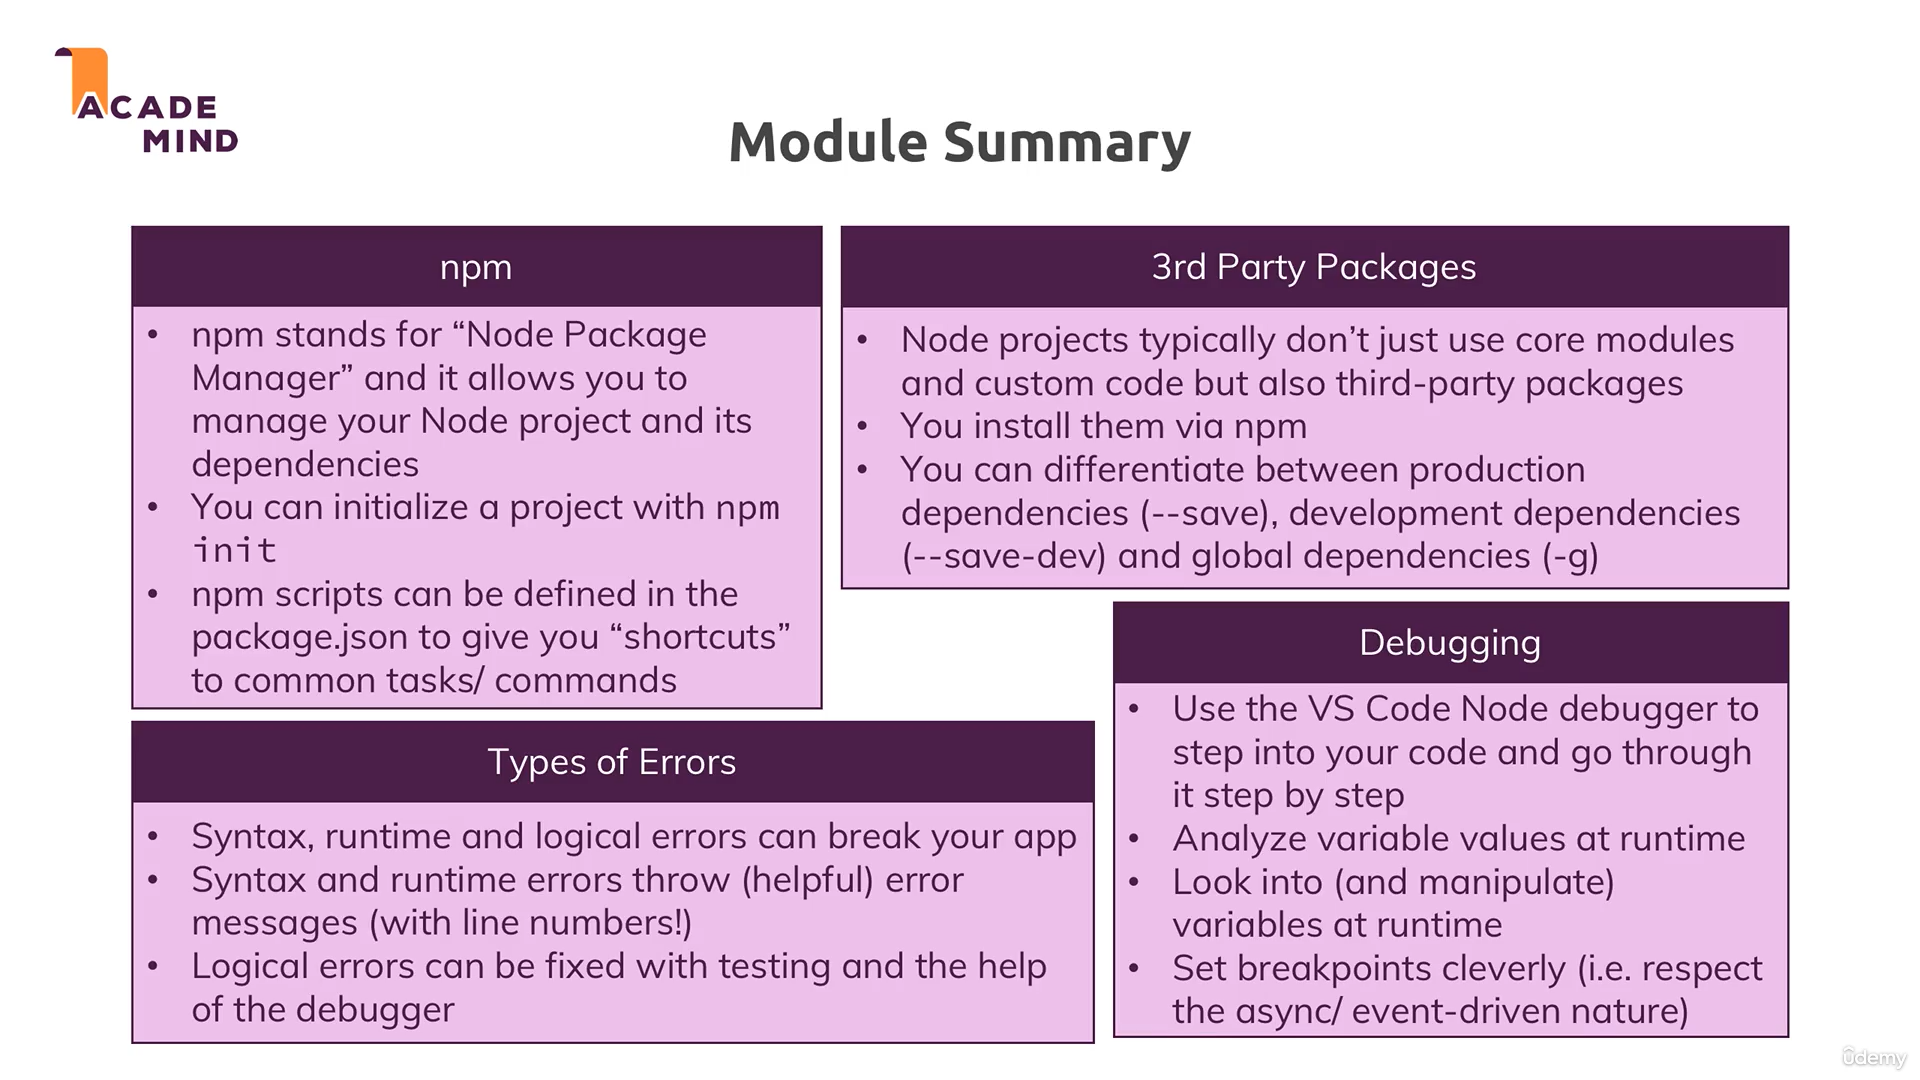 ACADE
MIND
Module Summary
npm
• npm stands for “Node Package
Manager” and it allows you to
manage your Node project and its
dependencies
• You can initialize a project with npm
init
• npm scripts can be defined in the
package.json to give you “shortcuts”
to common tasks/ commands
3rd Party Packages
• Node projects typically don’t just use core modules
and custom code but also third-party packages
• You install them via npm
• You can differentiate between production
dependencies (--save), development dependencies
(--save-dev) and global dependencies (-g)
Types of Errors
• Syntax, runtime and logical errors can break your app
• Syntax and runtime errors throw (helpful) error
messages (with line numbers!)
• Logical errors can be fixed with testing and the help
of the debugger
Debugging
• Use the VS Code Node debugger to
step into your code and go through
it step by step
• Analyze variable values at runtime
• Look into (and manipulate)
variables at runtime
• Set breakpoints cleverly (i.e. respect
the async/ event-driven nature)
udemy